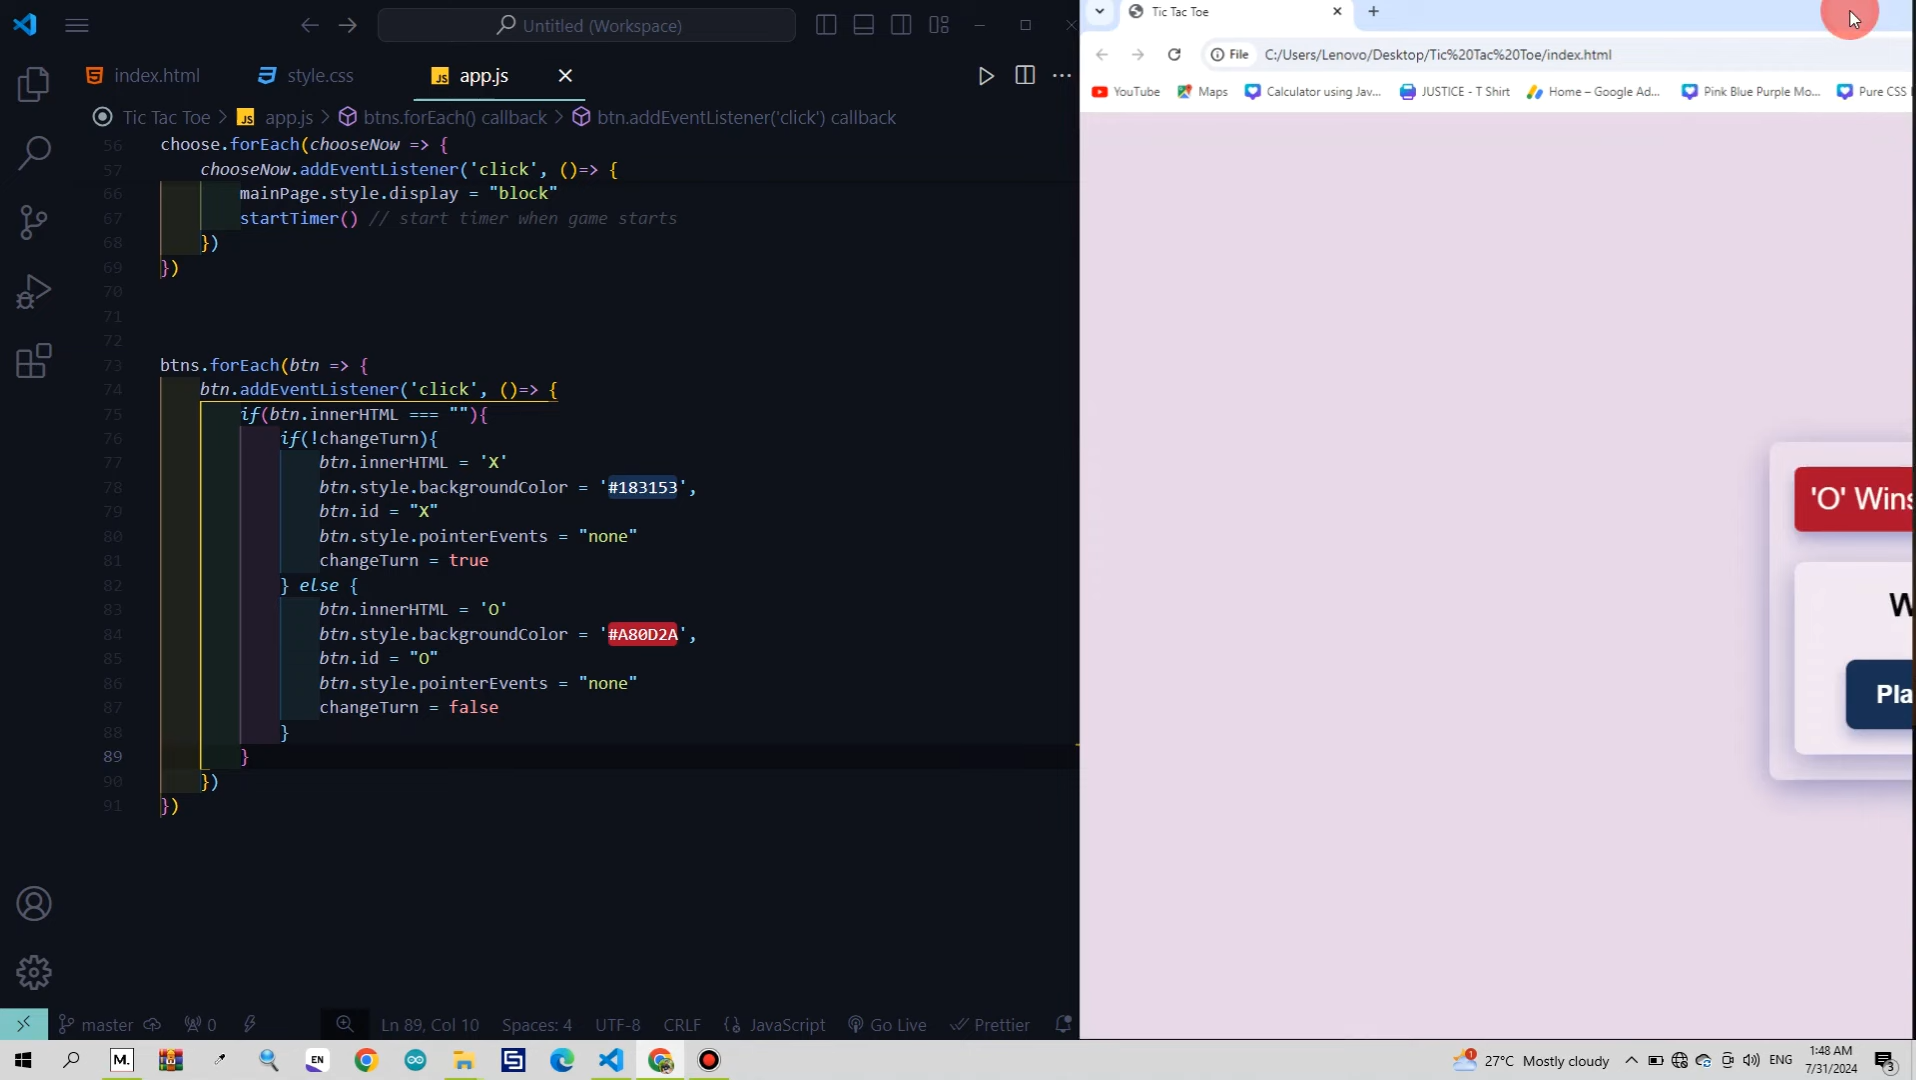 Untitled (Workspace)
index.html
style.css
app.js
Tic Tac Toe > app.js > btns.forEach() callback > btn.addEventListener('click') callback
56 choose.forEach(chooseNow => {
57 chooseNow.addEventListener('click', ()=> {
66 mainPage.style.display = "block"
67 startTimer() // start timer when game starts
68 })
69 })
70
71
72
73 btns.forEach(btn => {
74 btn.addEventListener('click', ()=> {
75 if(btn.innerHTML === ""){
76 if(!changeTurn){
77 btn.innerHTML = 'X'
78 btn.style.backgroundColor = '#183153',
79 btn.id = "X"
80 btn.style.pointerEvents = "none"
81 changeTurn = true
82 } else {
83 btn.innerHTML = 'O'
84 btn.style.backgroundColor = '#A80D2A',
85 btn.id = "O"
86 btn.style.pointerEvents = "none"
87 changeTurn = false
88 }
89 }
90 })
91 })
master
0
Ln 89, Col 10
Spaces: 4
UTF-8
CRLF
JavaScript
Go Live
Prettier
Tic Tac Toe
File
C:/Users/Lenovo/Desktop/Tic%20Tac%20Toe/index.html
YouTube
Maps
Calculator using Jav...
JUSTICE - T Shirt
Home – Google Ad...
Pink Blue Purple Mo...
Pure CSS
'O' Wins
W
Pla
M.
EN
1
27°C Mostly cloudy
ENG
1:48 AM
7/31/2024
3